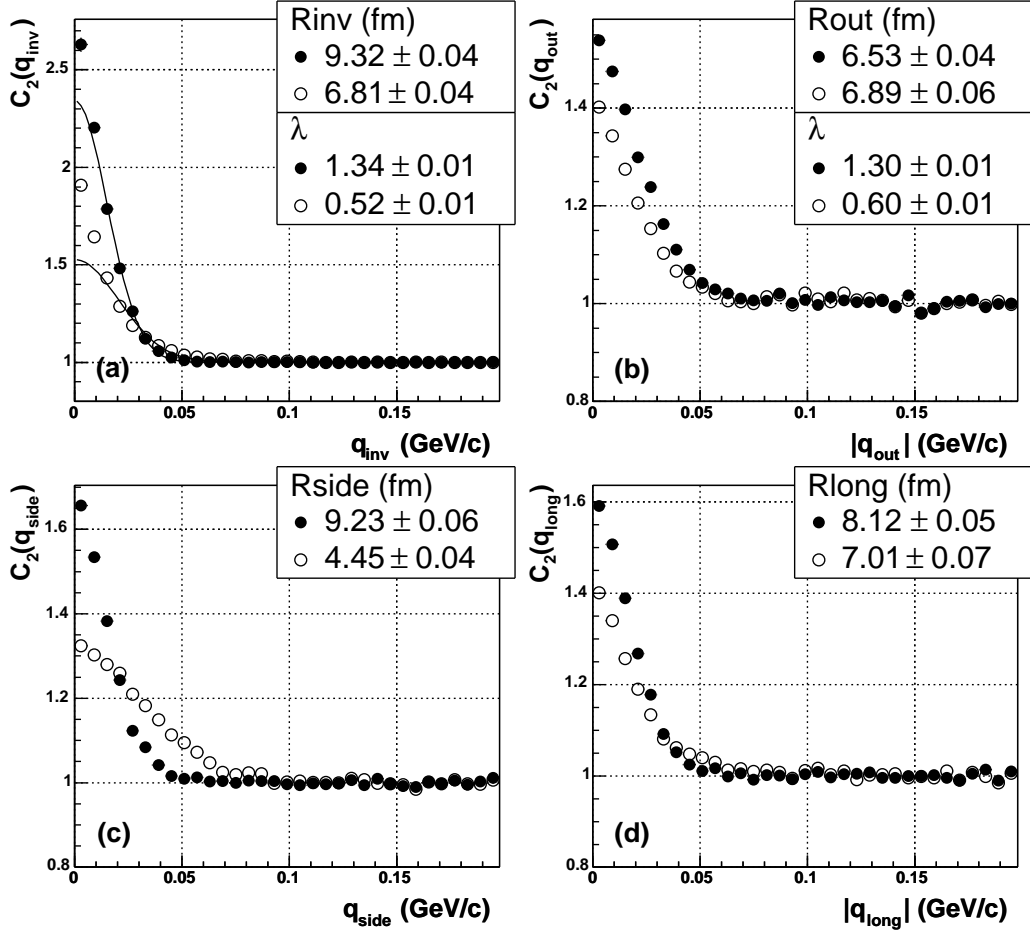 C2(qinv)
Rinv (fm)
● 9.32 ± 0.04
○ 6.81 ± 0.04
λ
● 1.34 ± 0.01
○ 0.52 ± 0.01
2.5
2
1.5
1
(a)
0 0.05 0.1 0.15
qinv (GeV/c)
C2(qout)
Rout (fm)
● 6.53 ± 0.04
○ 6.89 ± 0.06
λ
● 1.30 ± 0.01
○ 0.60 ± 0.01
1.4
1.2
1
0.8
(b)
0 0.05 0.1 0.15
|qout| (GeV/c)
C2(qside)
Rside (fm)
● 9.23 ± 0.06
○ 4.45 ± 0.04
1.6
1.4
1.2
1
0.8
(c)
0 0.05 0.1 0.15
qside (GeV/c)
C2(qlong)
Rlong (fm)
● 8.12 ± 0.05
○ 7.01 ± 0.07
1.6
1.4
1.2
1
0.8
(d)
0 0.05 0.1 0.15
|qlong| (GeV/c)